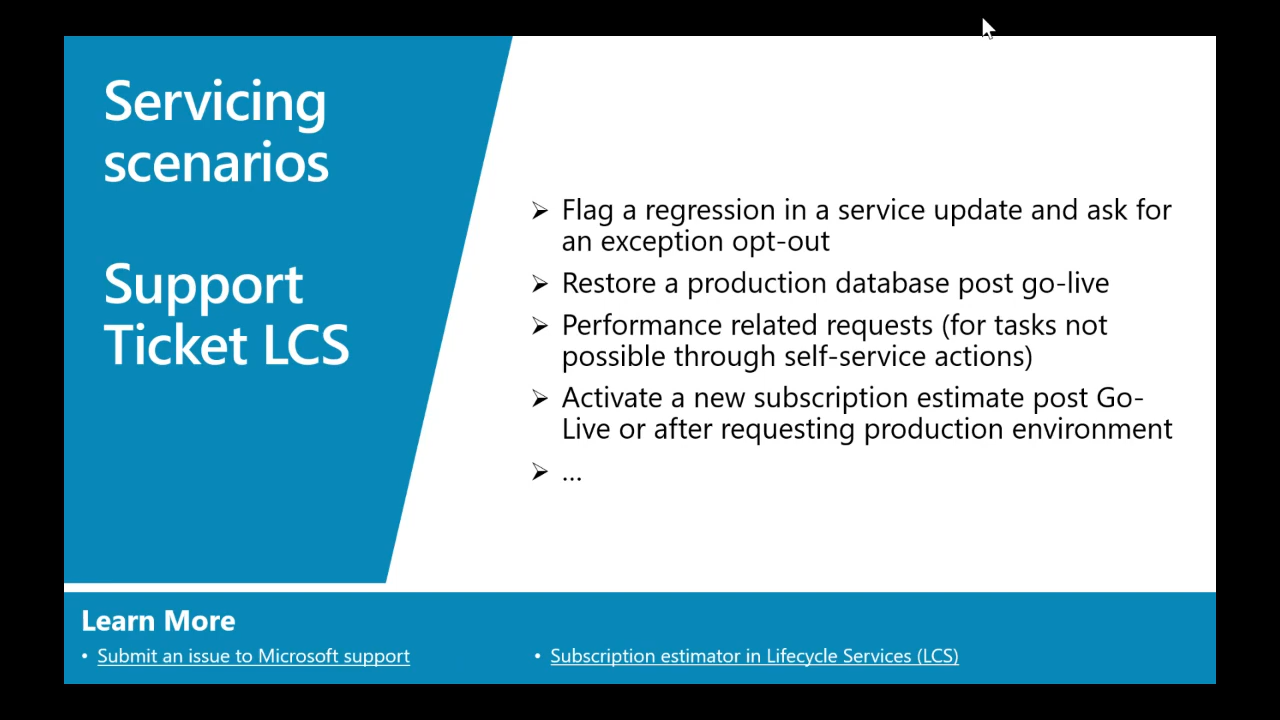 Servicing
scenarios
Support
Ticket LCS
➢ Flag a regression in a service update and ask for
an exception opt-out
➢ Restore a production database post go-live
➢ Performance related requests (for tasks not
possible through self-service actions)
➢ Activate a new subscription estimate post Go-
Live or after requesting production environment
➢ ...
Learn More
• Submit an issue to Microsoft support
• Subscription estimator in Lifecycle Services (LCS)